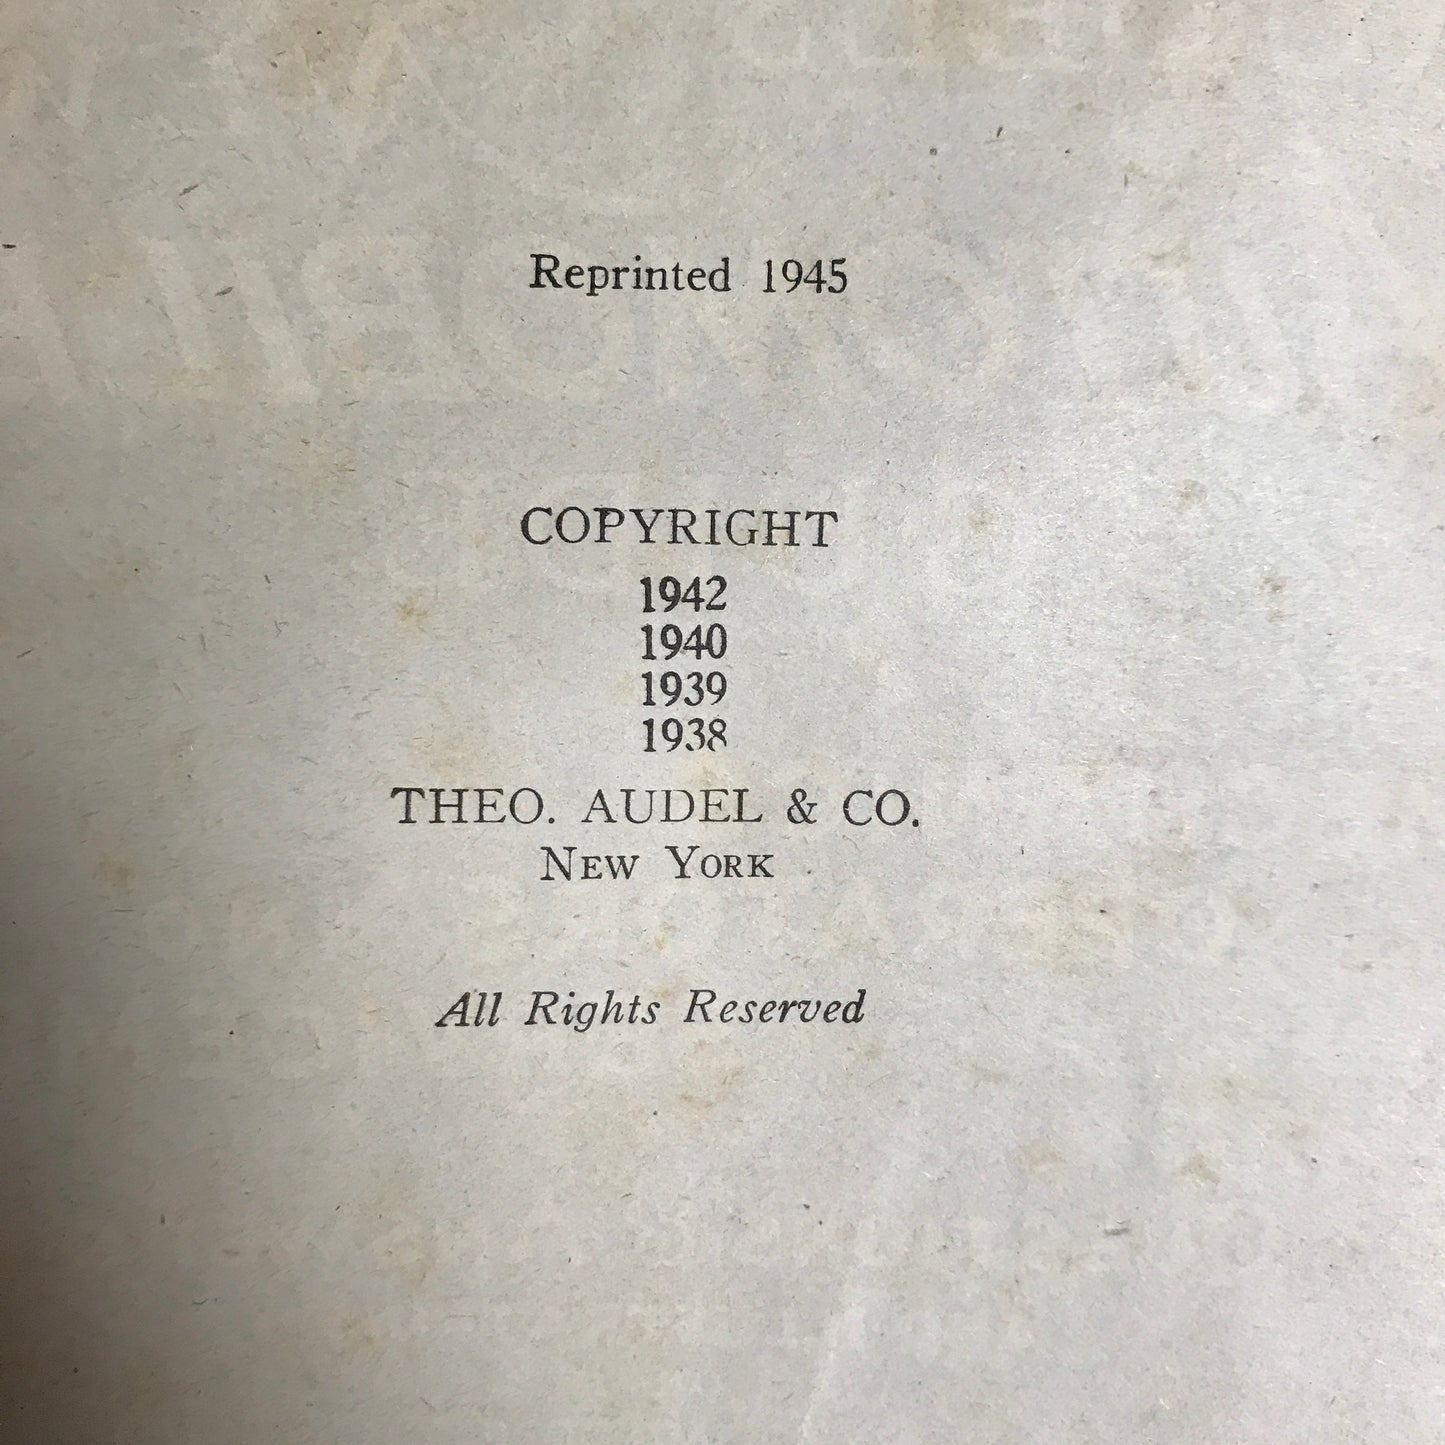 Reprinted 1945
COPYRIGHT
1942
1940
1939
1938
THEO. AUDEL & CO.
NEW YORK
All Rights Reserved